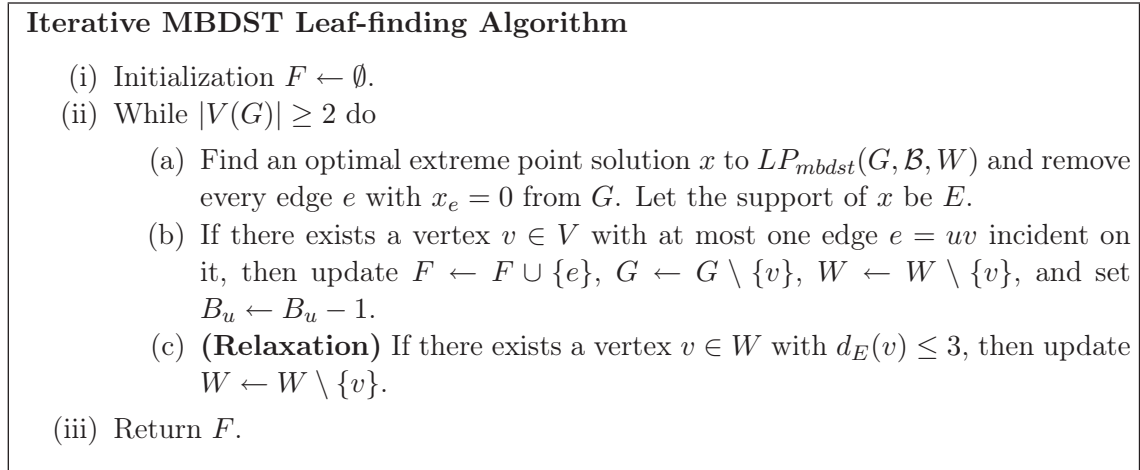 Iterative MBDST Leaf-finding Algorithm
(i) Initialization F ← ∅.
(ii) While |V(G)| ≥ 2 do
(a) Find an optimal extreme point solution x to LP_mbdst(G, 𝓑, W) and remove
every edge e with x_e = 0 from G. Let the support of x be E.
(b) If there exists a vertex v ∈ V with at most one edge e = uv incident on
it, then update F ← F ∪ {e}, G ← G \ {v}, W ← W \ {v}, and set
B_u ← B_u − 1.
(c) (Relaxation) If there exists a vertex v ∈ W with d_E(v) ≤ 3, then update
W ← W \ {v}.
(iii) Return F.